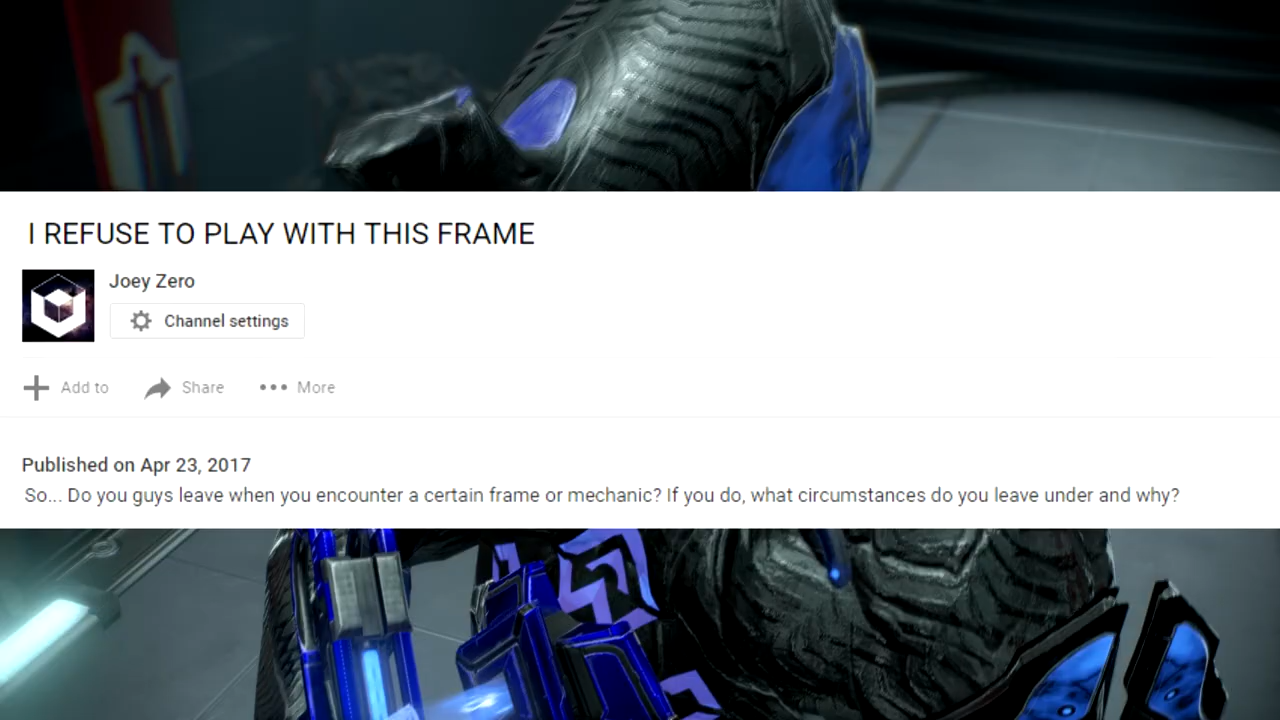 I REFUSE TO PLAY WITH THIS FRAME
Joey Zero
Channel settings
Add to
Share
More
Published on Apr 23, 2017
So... Do you guys leave when you encounter a certain frame or mechanic? If you do, what circumstances do you leave under and why?